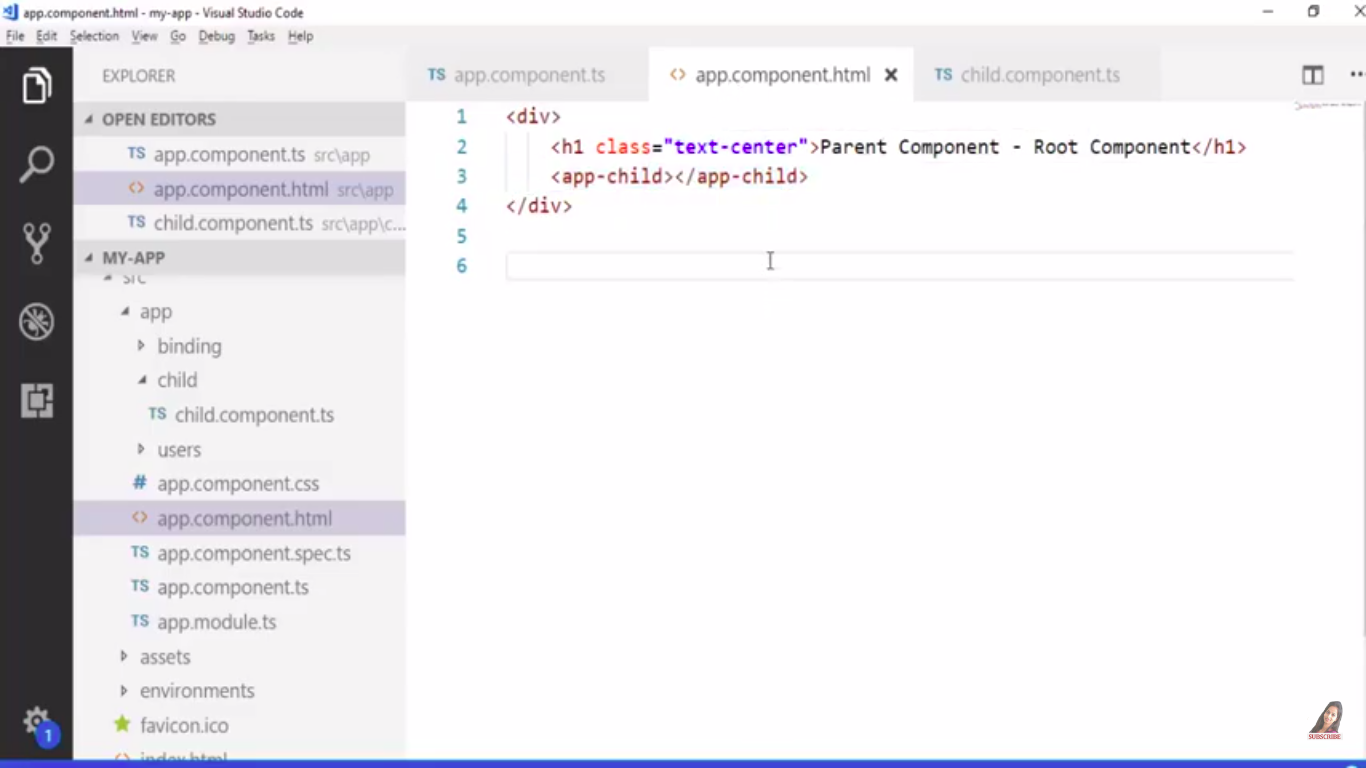 app.component.html - my-app - Visual Studio Code
File Edit Selection View Go Debug Tasks Help
EXPLORER
OPEN EDITORS
TS app.component.ts src\app
<> app.component.html src\app
TS child.component.ts src\app\c...
MY-APP
src
app
binding
child
TS child.component.ts
users
# app.component.css
<> app.component.html
TS app.component.spec.ts
TS app.component.ts
TS app.module.ts
assets
environments
favicon.ico
index.html
1
TS app.component.ts
<> app.component.html
TS child.component.ts
1 <div>
2 <h1 class="text-center">Parent Component - Root Component</h1>
3 <app-child></app-child>
4 </div>
5
6
SUBSCRIBE